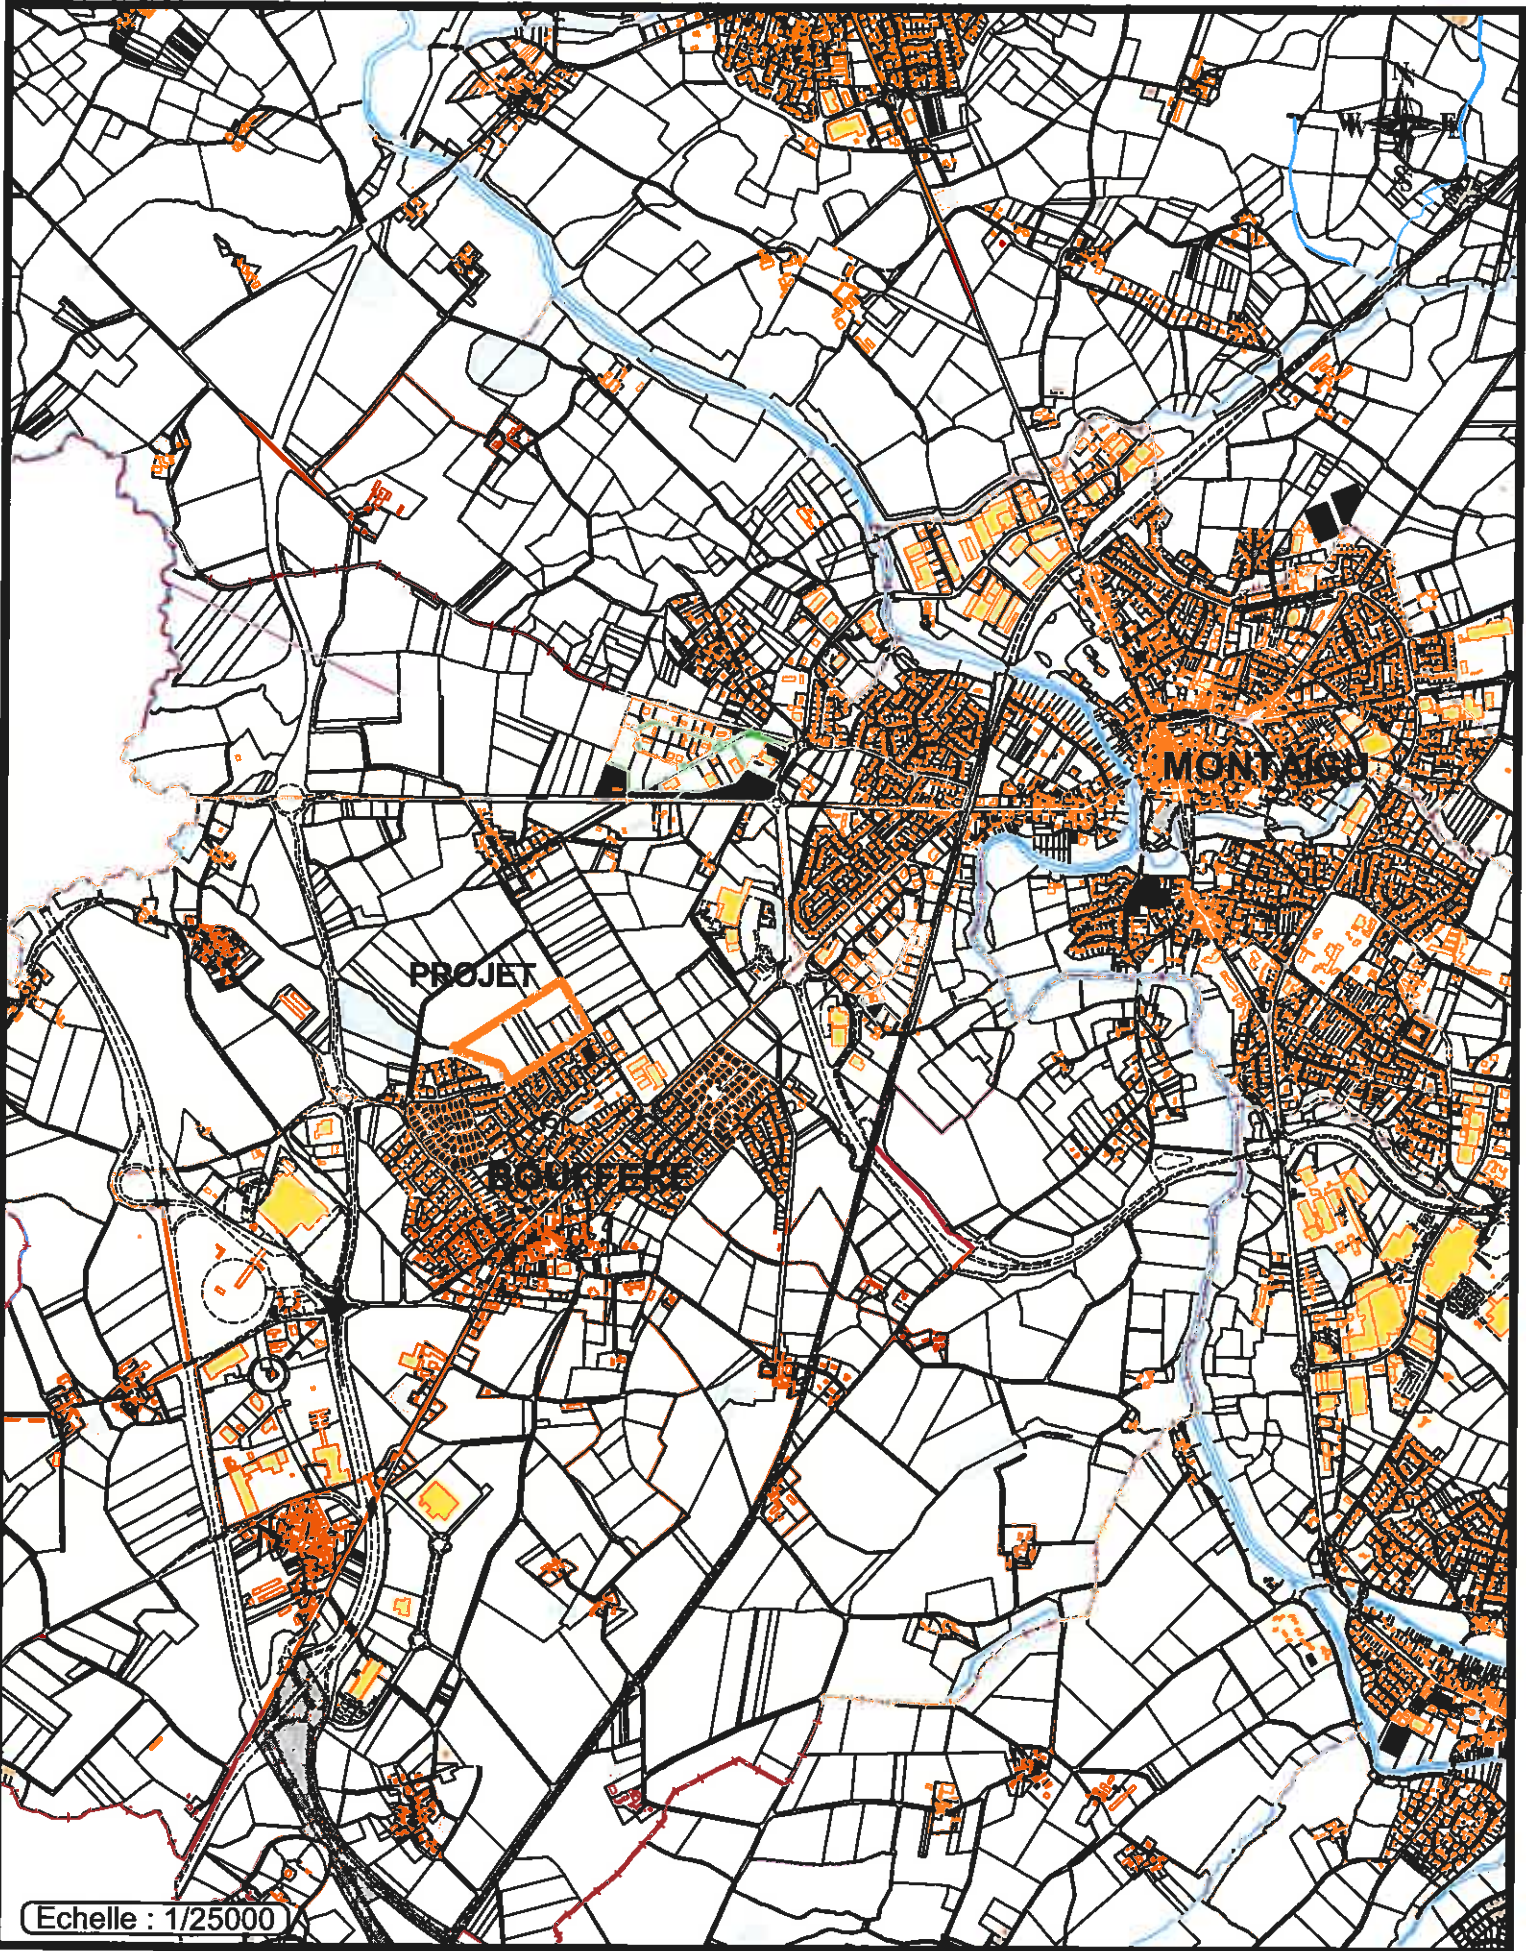 N
W E
S
MONTAIGU
PROJET
BOUFFERE
Echelle : 1/25000